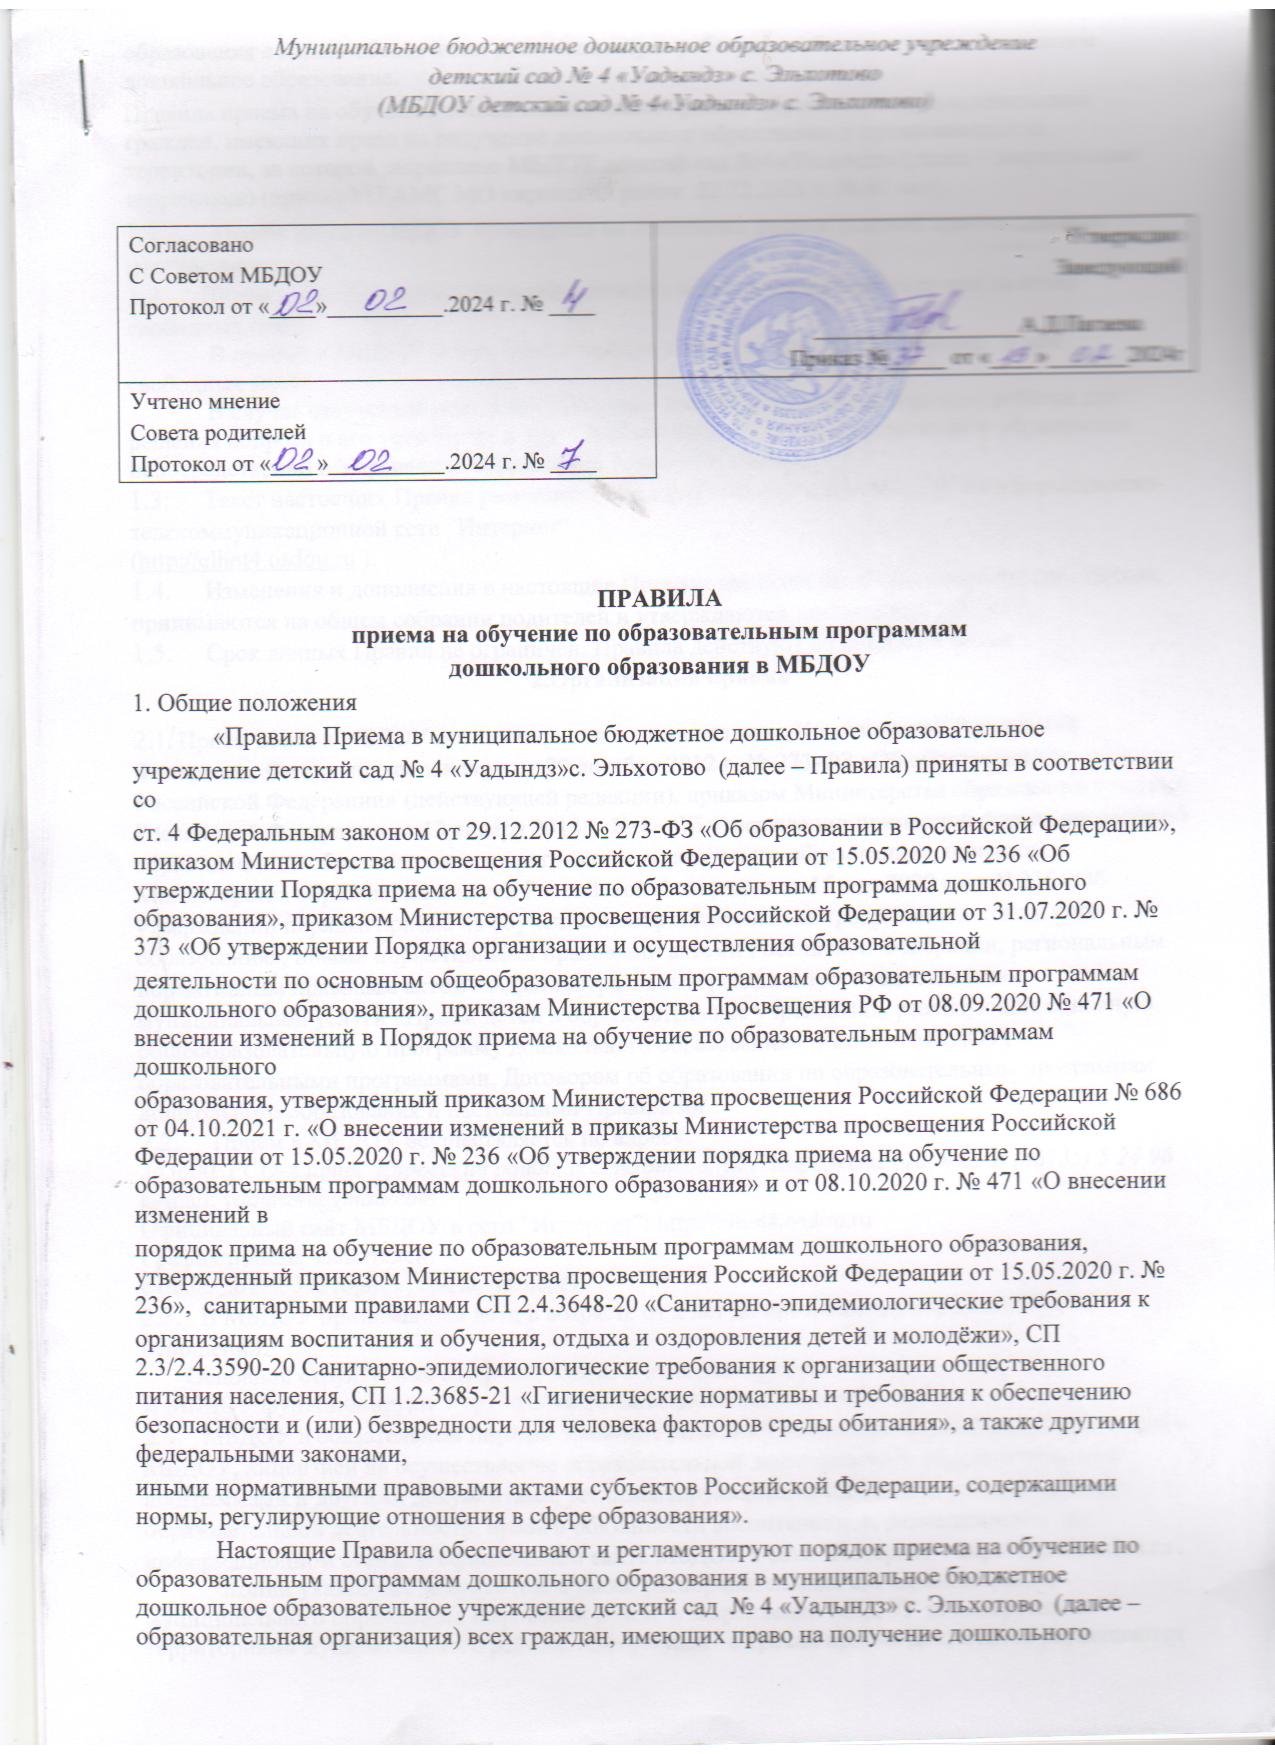 Муниципальное бюджетное дошкольное образовательное учреждение
детский сад № 4 «Уадындз» с. Эльхотово
(МБДОУ детский сад № 4«Уадындз» с. Эльхотово)
Согласовано
С Советом МБДОУ
Протокол от «02» 02 .2024 г. № 4
Утверждаю
Заведующий
А.Д.
Приказ № от « » 02 2024г
Учтено мнение
Совета родителей
Протокол от «02» 02 .2024 г. № 7
ПРАВИЛА
приема на обучение по образовательным программам
дошкольного образования в МБДОУ
1. Общие положения
«Правила Приема в муниципальное бюджетное дошкольное образовательное
учреждение детский сад № 4 «Уадындз»с. Эльхотово (далее – Правила) приняты в соответствии
со
ст. 4 Федеральным законом от 29.12.2012 № 273-ФЗ «Об образовании в Российской Федерации»,
приказом Министерства просвещения Российской Федерации от 15.05.2020 № 236 «Об
утверждении Порядка приема на обучение по образовательным программа дошкольного
образования», приказом Министерства просвещения Российской Федерации от 31.07.2020 г. №
373 «Об утверждении Порядка организации и осуществления образовательной
деятельности по основным общеобразовательным программам образовательным программам
дошкольного образования», приказам Министерства Просвещения РФ от 08.09.2020 № 471 «О
внесении изменений в Порядок приема на обучение по образовательным программам
дошкольного
образования, утвержденный приказом Министерства просвещения Российской Федерации № 686
от 04.10.2021 г. «О внесении изменений в приказы Министерства просвещения Российской
Федерации от 15.05.2020 г. № 236 «Об утверждении порядка приема на обучение по
образовательным программам дошкольного образования» и от 08.10.2020 г. № 471 «О внесении
изменений в
порядок прима на обучение по образовательным программам дошкольного образования,
утвержденный приказом Министерства просвещения Российской Федерации от 15.05.2020 г. №
236», санитарными правилами СП 2.4.3648-20 «Санитарно-эпидемиологические требования к
организациям воспитания и обучения, отдыха и оздоровления детей и молодёжи», СП
2.3/2.4.3590-20 Санитарно-эпидемиологические требования к организации общественного
питания населения, СП 1.2.3685-21 «Гигиенические нормативы и требования к обеспечению
безопасности и (или) безвредности для человека факторов среды обитания», а также другими
федеральными законами,
иными нормативными правовыми актами субъектов Российской Федерации, содержащими
нормы, регулирующие отношения в сфере образования».
Настоящие Правила обеспечивают и регламентируют порядок приема на обучение по
образовательным программам дошкольного образования в муниципальное бюджетное
дошкольное образовательное учреждение детский сад № 4 «Уадындз» с. Эльхотово (далее –
образовательная организация) всех граждан, имеющих право на получение дошкольного